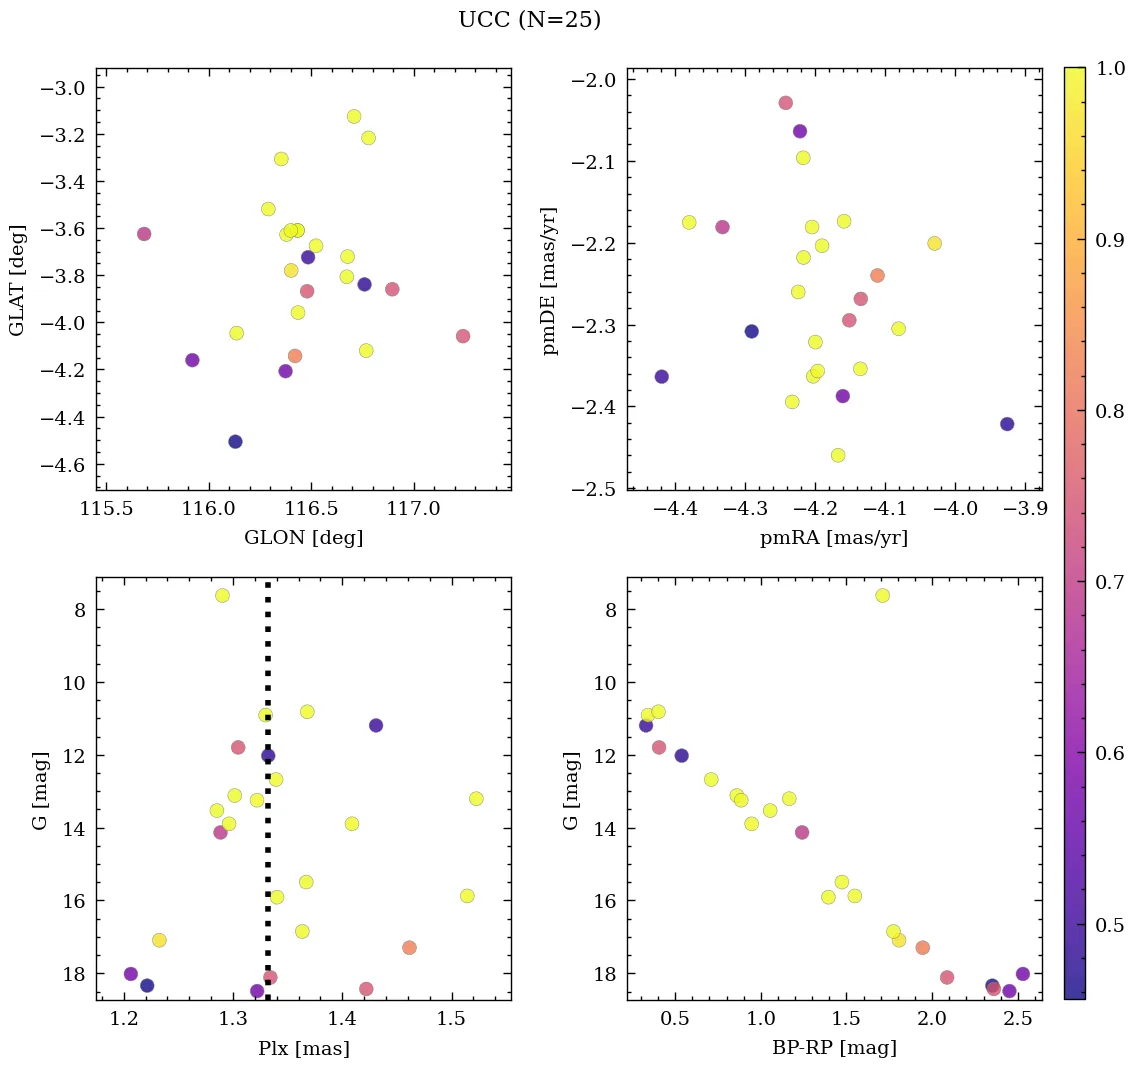 UCC (N=25)
−3.0
−3.2
−3.4
−3.6
−3.8
−4.0
−4.2
−4.4
−4.6
GLAT [deg]
115.5 116.0 116.5 117.0
GLON [deg]
−2.0
−2.1
−2.2
−2.3
−2.4
−2.5
pmDE [mas/yr]
−4.4 −4.3 −4.2 −4.1 −4.0 −3.9
pmRA [mas/yr]
8
10
12
14
16
18
G [mag]
1.2 1.3 1.4 1.5
Plx [mas]
8
10
12
14
16
18
G [mag]
0.5 1.0 1.5 2.0 2.5
BP-RP [mag]
1.0
0.9
0.8
0.7
0.6
0.5